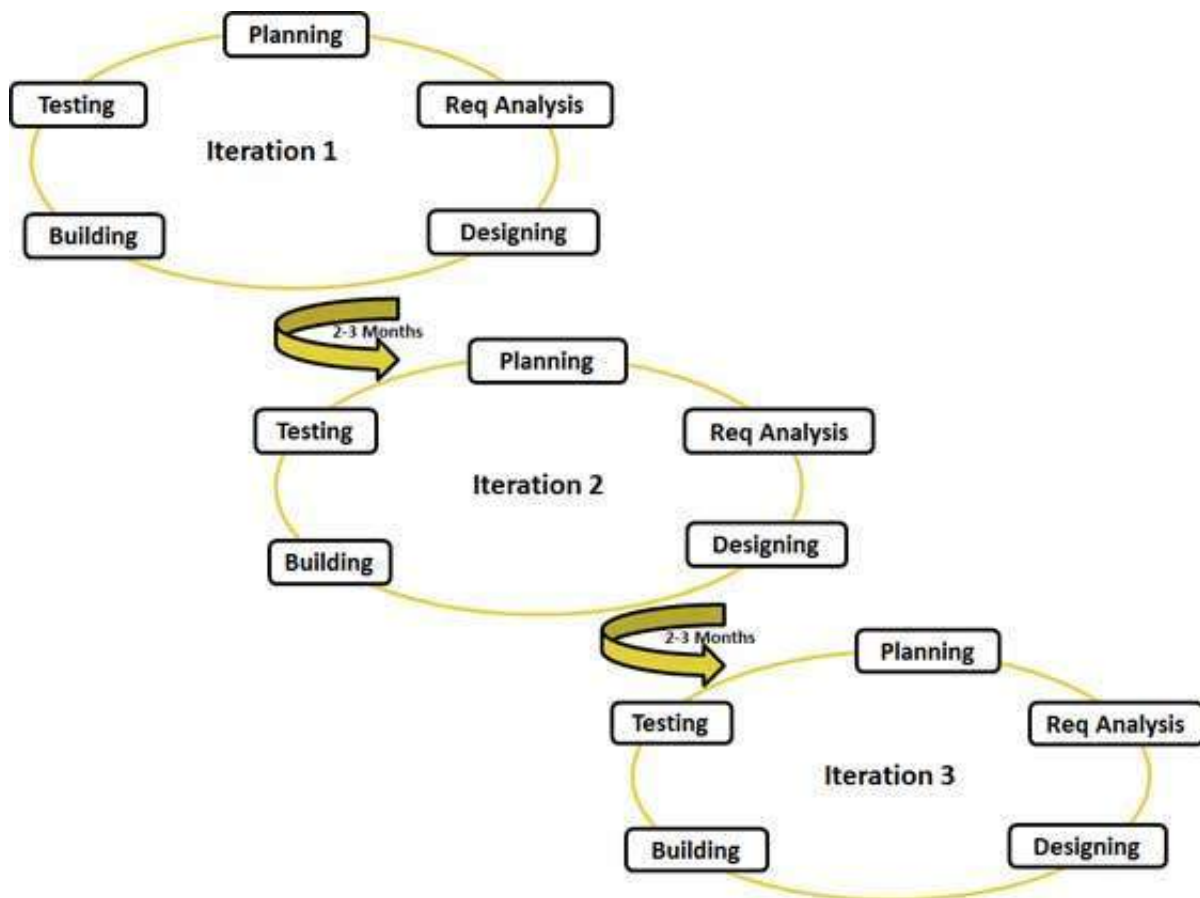 Planning
Testing
Req Analysis
Iteration 1
Building
Designing
2-3 Months
Planning
Testing
Req Analysis
Iteration 2
Building
Designing
2-3 Months
Planning
Testing
Req Analysis
Iteration 3
Building
Designing